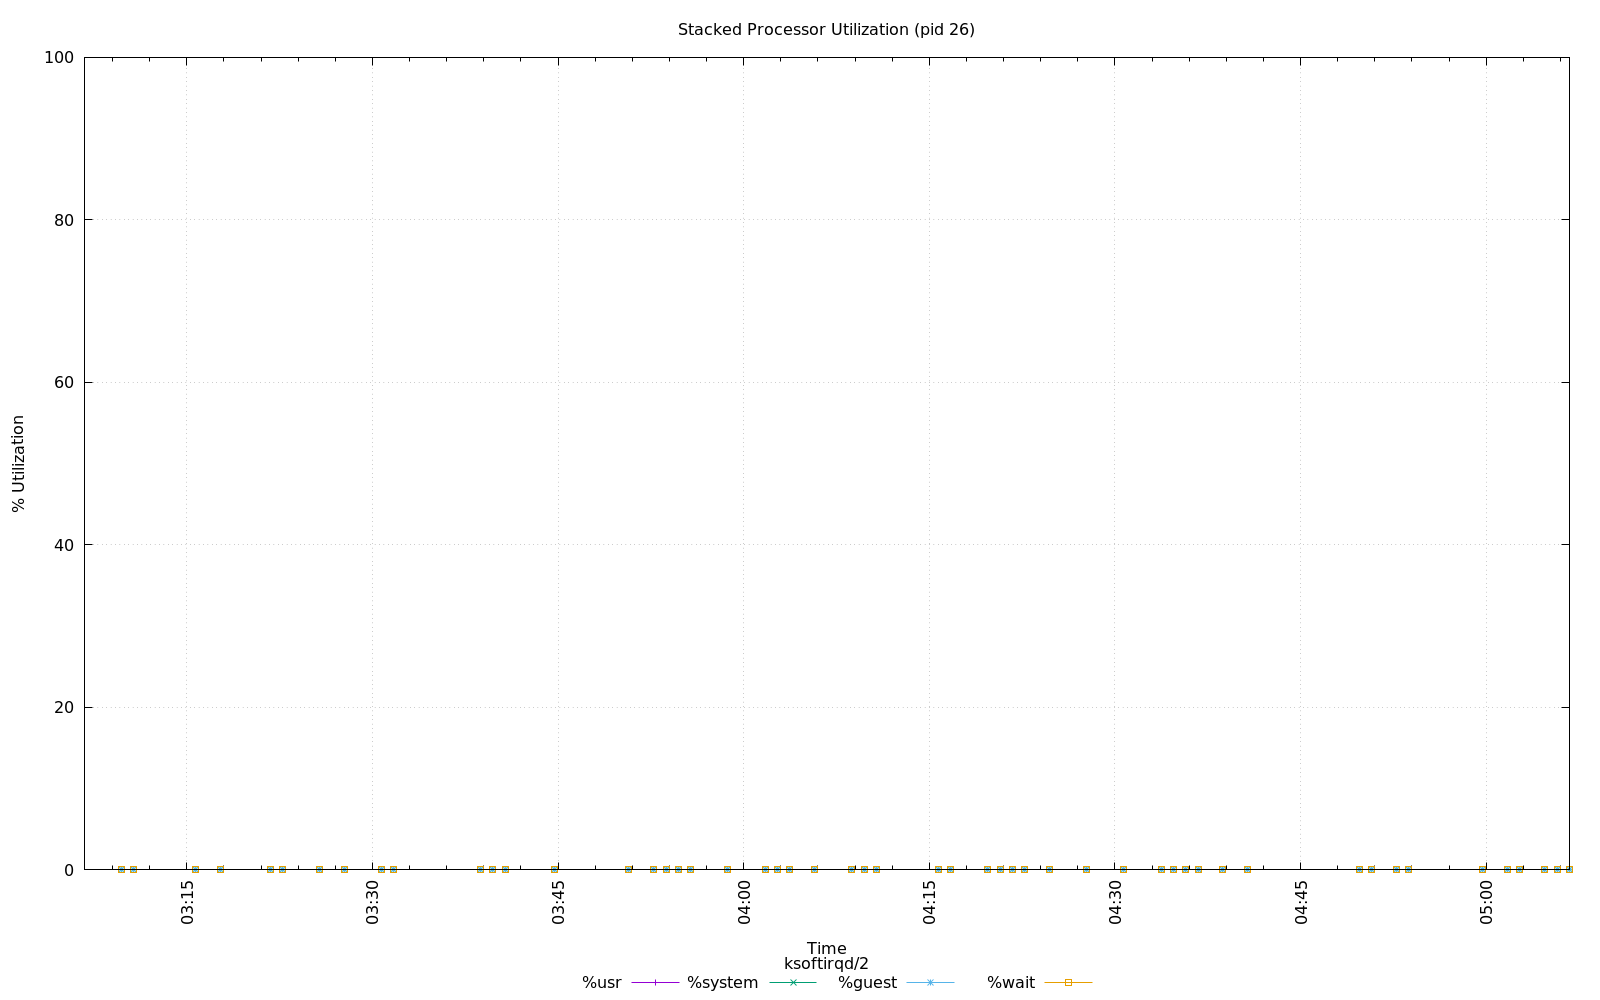 Stacked Processor Utilization (pid 26)
100
80
60
40
20
0
% Utilization
03:15 03:30 03:45 04:00 04:15 04:30 04:45 05:00
Time
ksoftirqd/2
%usr %system %guest %wait